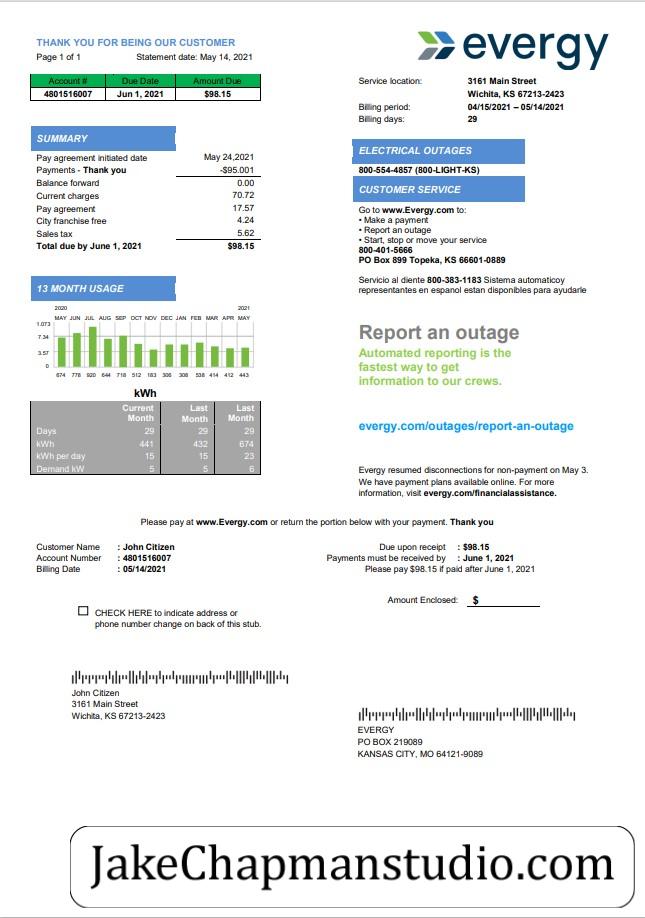 THANK YOU FOR BEING OUR CUSTOMER
Page 1 of 1 Statement date: May 14, 2021
Account # Due Date Amount Due
4801516007 Jun 1, 2021 $98.15
SUMMARY
Pay agreement initiated date May 24,2021
Payments - Thank you -$95.001
Balance forward 0.00
Current charges 70.72
Pay agreement 17.57
City franchise free 4.24
Sales tax 5.62
Total due by June 1, 2021 $98.15
13 MONTH USAGE
2020 2021
MAY JUN JUL AUG SEP OCT NOV DEC JAN FEB MAR APR MAY
1.073
7.34
3.57
0
674 778 920 644 718 512 183 306 306 538 414 412 443
kWh
Current Month Last Month Last Month
Days 29 29 29
kWh 441 432 674
kWh per day 15 15 23
Demand kW 5 5 6
evergy
Service location: 3161 Main Street
Wichita, KS 67213-2423
Billing period: 04/15/2021 – 05/14/2021
Billing days: 29
ELECTRICAL OUTAGES
800-554-4857 (800-LIGHT-KS)
CUSTOMER SERVICE
Go to www.Evergy.com to:
• Make a payment
• Report an outage
• Start, stop or move your service
800-401-5666
PO Box 899 Topeka, KS 66601-0889
Servicio al diente 800-383-1183 Sistema automaticoy
representantes en espanol estan disponibles para ayudarle
Report an outage
Automated reporting is the
fastest way to get
information to our crews.
evergy.com/outages/report-an-outage
Evergy resumed disconnections for non-payment on May 3.
We have payment plans available online. For more
information, visit evergy.com/financialassistance.
Please pay at www.Evergy.com or return the portion below with your payment. Thank you
Customer Name : John Citizen
Account Number : 4801516007
Billing Date : 05/14/2021
Due upon receipt : $98.15
Payments must be received by : June 1, 2021
Please pay $98.15 if paid after June 1, 2021
Amount Enclosed: $
CHECK HERE to indicate address or
phone number change on back of this stub.
John Citizen
3161 Main Street
Wichita, KS 67213-2423
EVERGY
PO BOX 219089
KANSAS CITY, MO 64121-9089
JakeChapmanstudio.com